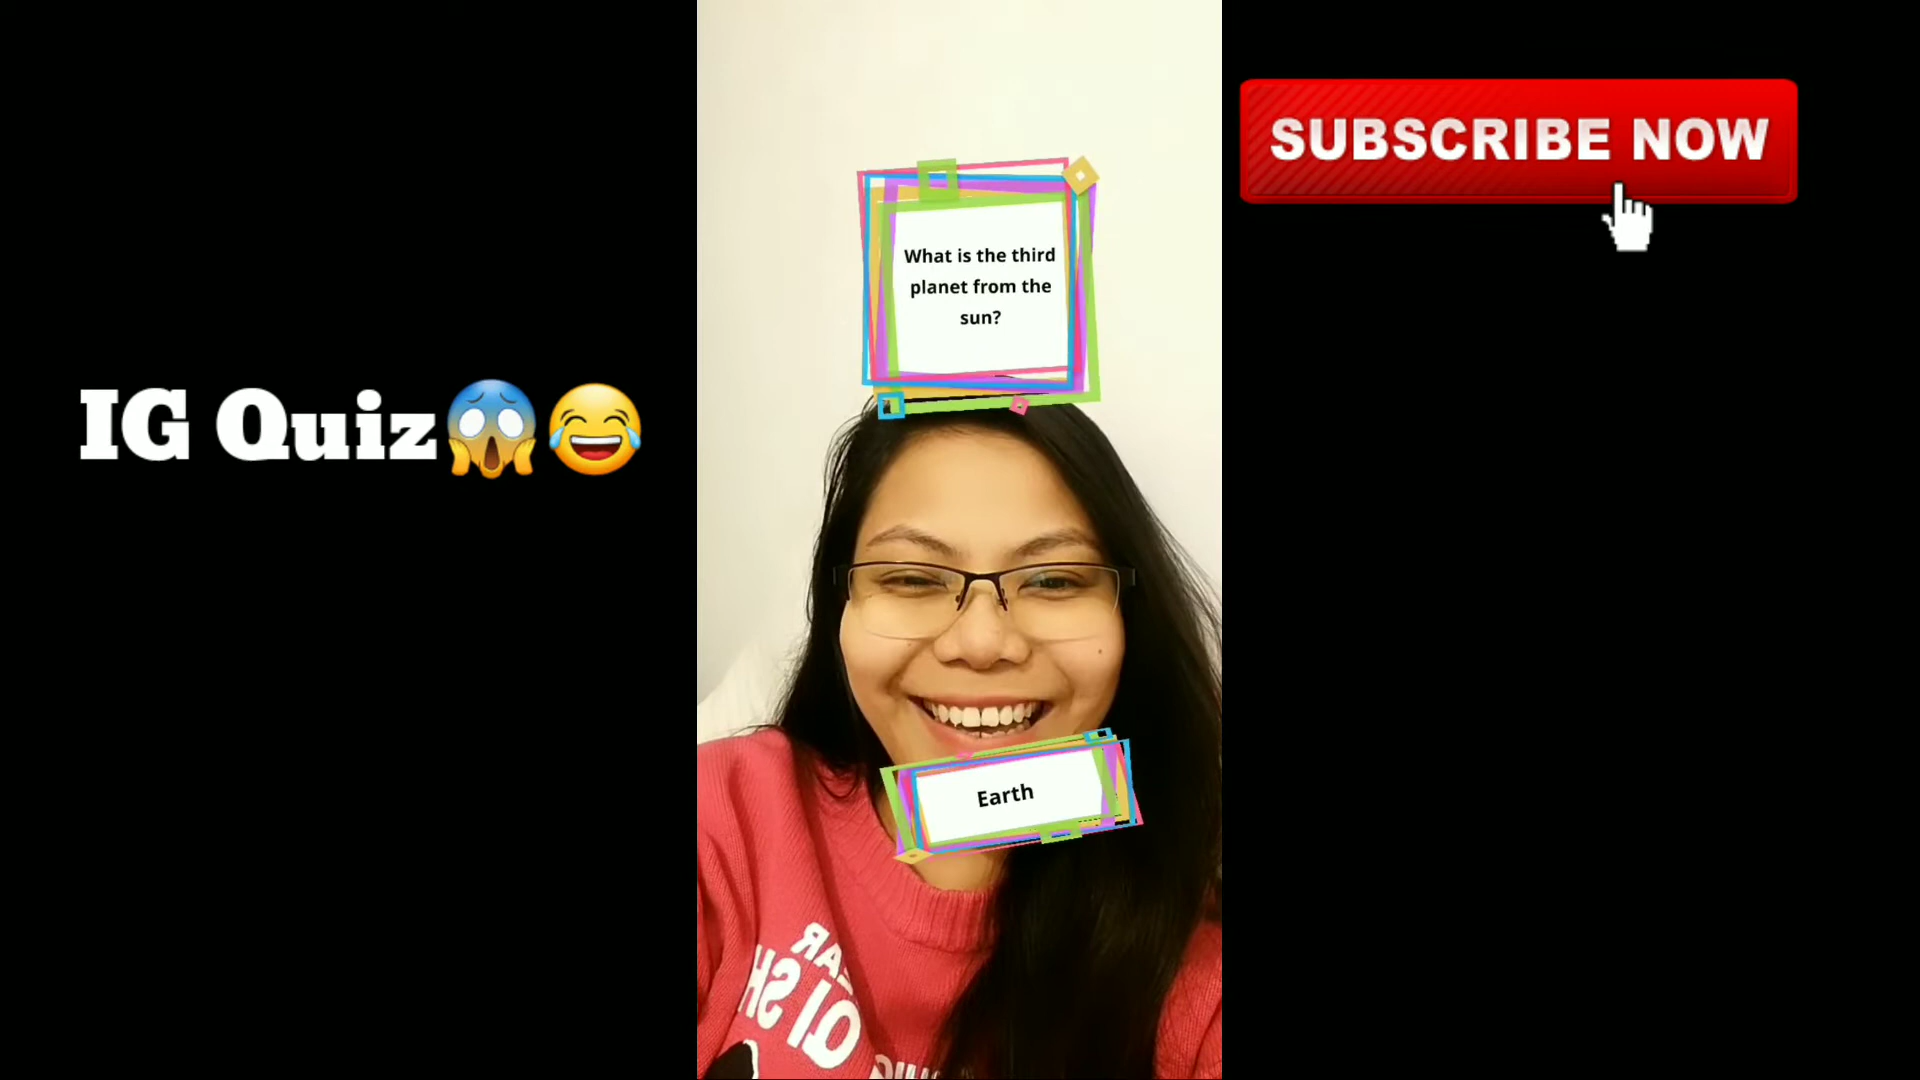 SUBSCRIBE NOW
What is the third
planet from the
sun?
IG Quiz😱😂
Earth